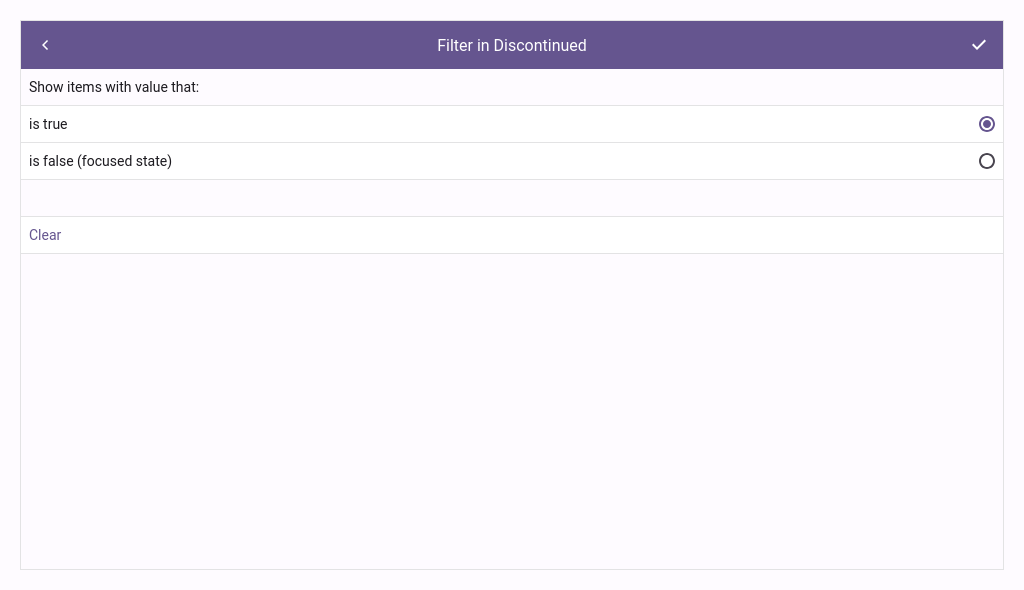 Filter in Discontinued
Show items with value that:
is true
is false (focused state)
Clear